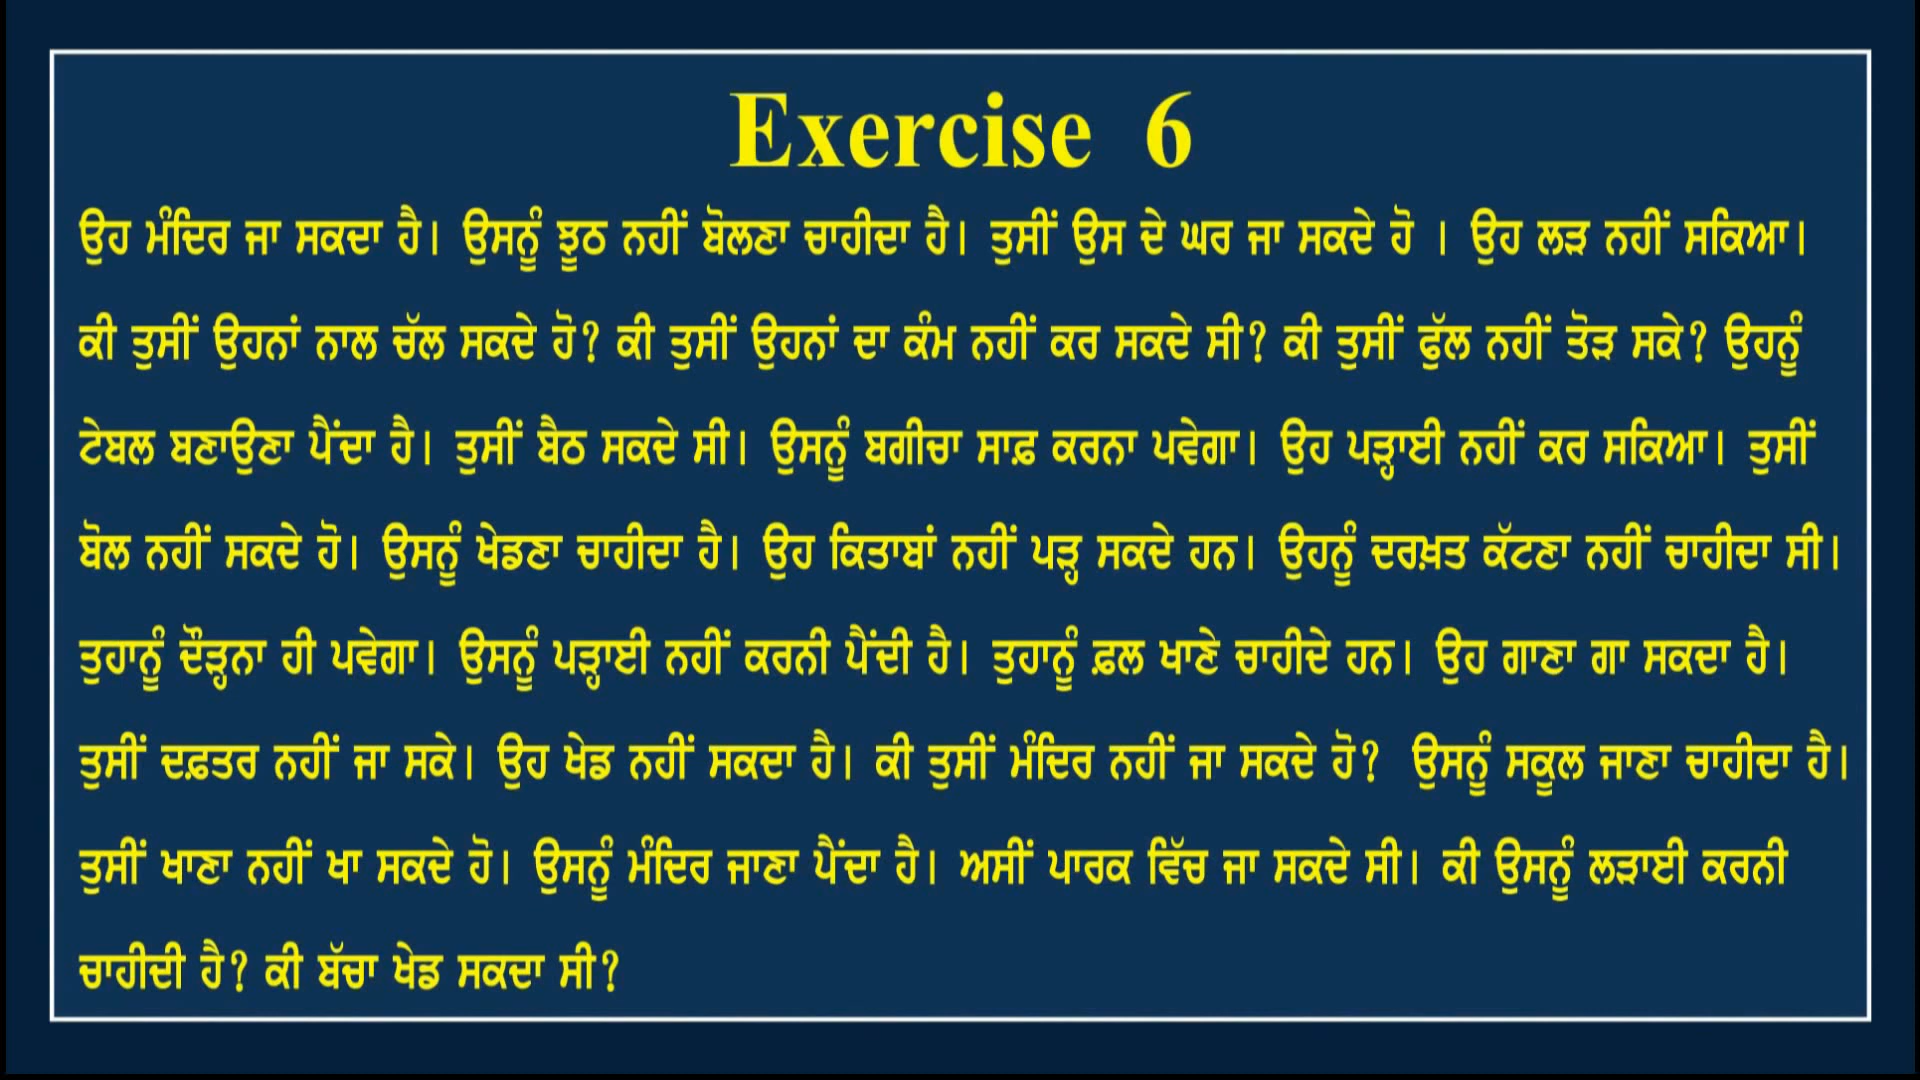 Exercise 6
ਉਹ ਮੰਦਿਰ ਜਾ ਸਕਦਾ ਹੈ। ਉਸਨੂੰ ਝੂਠ ਨਹੀਂ ਬੋਲਣਾ ਚਾਹੀਦਾ ਹੈ। ਤੁਸੀਂ ਉਸ ਦੇ ਘਰ ਜਾ ਸਕਦੇ ਹੋ । ਉਹ ਲੜ ਨਹੀਂ ਸਕਿਆ।
ਕੀ ਤੁਸੀਂ ਉਹਨਾਂ ਨਾਲ ਚੱਲ ਸਕਦੇ ਹੋ? ਕੀ ਤੁਸੀਂ ਉਹਨਾਂ ਦਾ ਕੰਮ ਨਹੀਂ ਕਰ ਸਕਦੇ ਸੀ? ਕੀ ਤੁਸੀਂ ਫੁੱਲ ਨਹੀਂ ਤੋੜ ਸਕੇ? ਉਹਨੂੰ
ਟੇਬਲ ਬਣਾਉਣਾ ਪੈਂਦਾ ਹੈ। ਤੁਸੀਂ ਬੈਠ ਸਕਦੇ ਸੀ। ਉਸਨੂੰ ਬਗੀਚਾ ਸਾਫ਼ ਕਰਨਾ ਪਵੇਗਾ। ਉਹ ਪੜ੍ਹਾਈ ਨਹੀਂ ਕਰ ਸਕਿਆ। ਤੁਸੀਂ
ਬੋਲ ਨਹੀਂ ਸਕਦੇ ਹੋ। ਉਸਨੂੰ ਖੇਡਣਾ ਚਾਹੀਦਾ ਹੈ। ਉਹ ਕਿਤਾਬਾਂ ਨਹੀਂ ਪੜ੍ਹ ਸਕਦੇ ਹਨ। ਉਹਨੂੰ ਦਰਖ਼ਤ ਕੱਟਣਾ ਨਹੀਂ ਚਾਹੀਦਾ ਸੀ।
ਤੁਹਾਨੂੰ ਦੌੜ੍ਹਨਾ ਹੀ ਪਵੇਗਾ। ਉਸਨੂੰ ਪੜ੍ਹਾਈ ਨਹੀਂ ਕਰਨੀ ਪੈਂਦੀ ਹੈ। ਤੁਹਾਨੂੰ ਫ਼ਲ ਖਾਣੇ ਚਾਹੀਦੇ ਹਨ। ਉਹ ਗਾਣਾ ਗਾ ਸਕਦਾ ਹੈ।
ਤੁਸੀਂ ਦਫ਼ਤਰ ਨਹੀਂ ਜਾ ਸਕੇ। ਉਹ ਖੇਡ ਨਹੀਂ ਸਕਦਾ ਹੈ। ਕੀ ਤੁਸੀਂ ਮੰਦਿਰ ਨਹੀਂ ਜਾ ਸਕਦੇ ਹੋ? ਉਸਨੂੰ ਸਕੂਲ ਜਾਣਾ ਚਾਹੀਦਾ ਹੈ।
ਤੁਸੀਂ ਖਾਣਾ ਨਹੀਂ ਖਾ ਸਕਦੇ ਹੋ। ਉਸਨੂੰ ਮੰਦਿਰ ਜਾਣਾ ਪੈਂਦਾ ਹੈ। ਅਸੀਂ ਪਾਰਕ ਵਿੱਚ ਜਾ ਸਕਦੇ ਸੀ। ਕੀ ਉਸਨੂੰ ਲੜਾਈ ਕਰਨੀ
ਚਾਹੀਦੀ ਹੈ? ਕੀ ਬੱਚਾ ਖੇਡ ਸਕਦਾ ਸੀ?